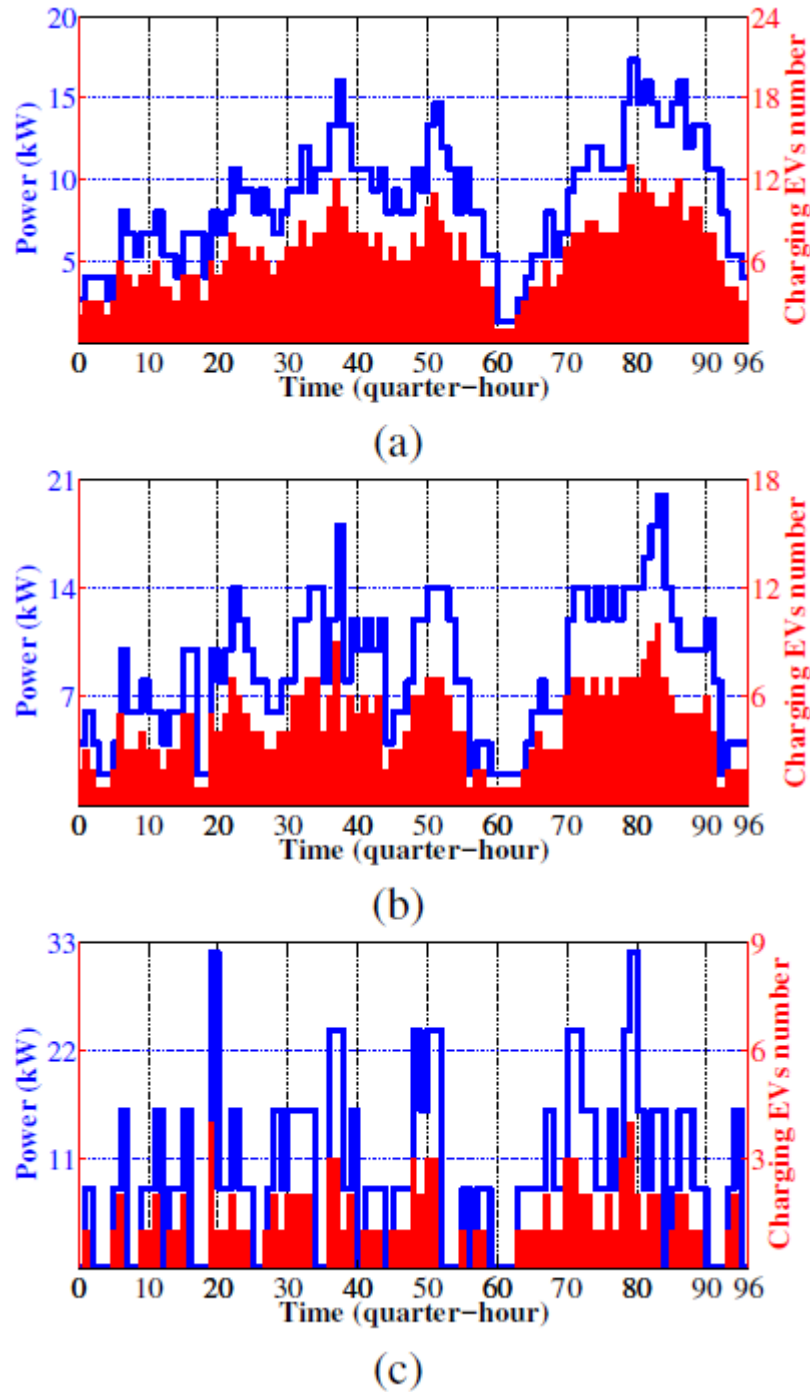 20
15
10
5
Power (kW)
24
18
12
6
Charging EVs number
0 10 20 30 40 50 60 70 80 90 96
Time (quarter-hour)
(a)
21
14
7
Power (kW)
18
12
6
Charging EVs number
0 10 20 30 40 50 60 70 80 90 96
Time (quarter-hour)
(b)
33
22
11
Power (kW)
9
6
3
Charging EVs number
0 10 20 30 40 50 60 70 80 90 96
Time (quarter-hour)
(c)